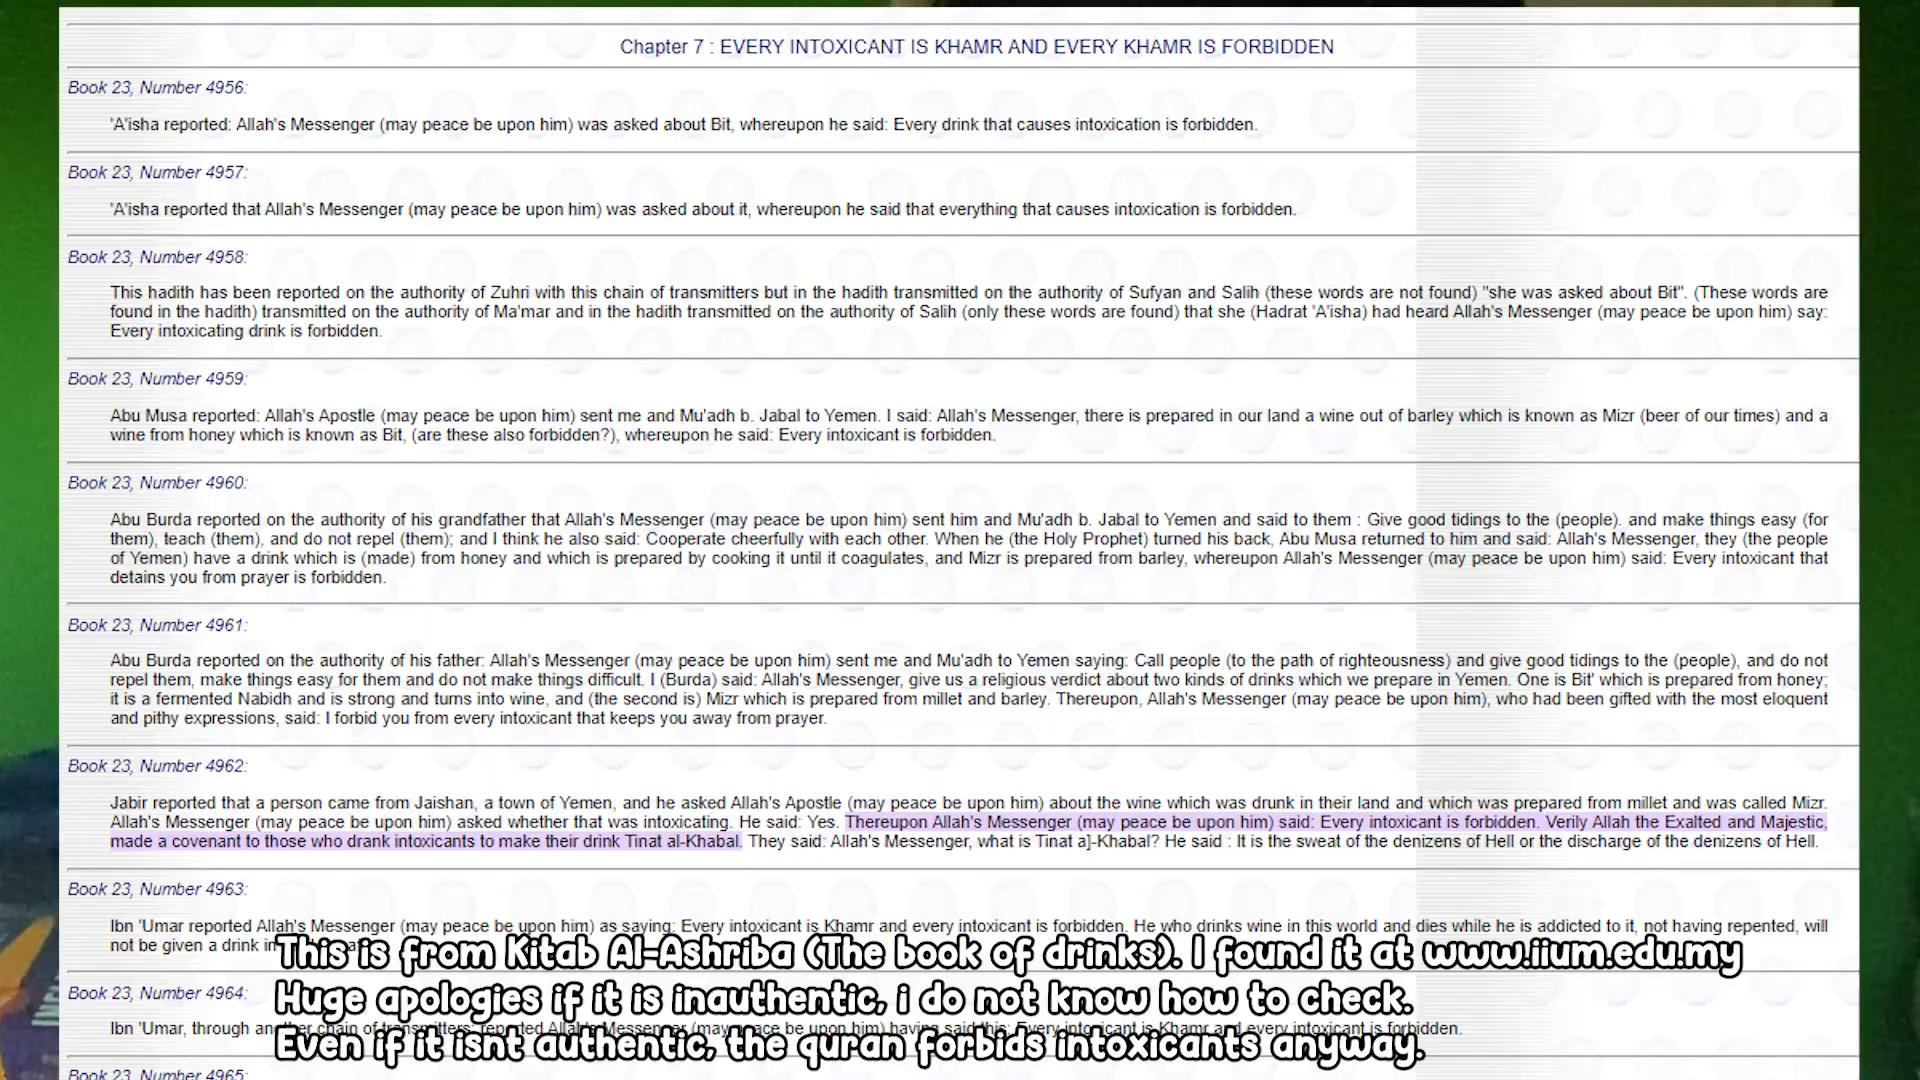 Chapter 7 : EVERY INTOXICANT IS KHAMR AND EVERY KHAMR IS FORBIDDEN
Book 23, Number 4956:
'A'isha reported: Allah's Messenger (may peace be upon him) was asked about Bit, whereupon he said: Every drink that causes intoxication is forbidden.
Book 23, Number 4957:
'A'isha reported that Allah's Messenger (may peace be upon him) was asked about it, whereupon he said that everything that causes intoxication is forbidden.
Book 23, Number 4958:
This hadith has been reported on the authority of Zuhri with this chain of transmitters but in the hadith transmitted on the authority of Sufyan and Salih (these words are not found) "she was asked about Bit". (These words are
found in the hadith) transmitted on the authority of Ma'mar and in the hadith transmitted on the authority of Salih (only these words are found) that she (Hadrat 'A'isha) had heard Allah's Messenger (may peace be upon him) say:
Every intoxicating drink is forbidden.
Book 23, Number 4959:
Abu Musa reported: Allah's Apostle (may peace be upon him) sent me and Mu'adh b. Jabal to Yemen. I said: Allah's Messenger, there is prepared in our land a wine out of barley which is known as Mizr (beer of our times) and a
wine from honey which is known as Bit, (are these also forbidden?), whereupon he said: Every intoxicant is forbidden.
Book 23, Number 4960:
Abu Burda reported on the authority of his grandfather that Allah's Messenger (may peace be upon him) sent him and Mu'adh b. Jabal to Yemen and said to them : Give good tidings to the (people). and make things easy (for
them), teach (them), and do not repel (them); and I think he also said: Cooperate cheerfully with each other. When he (the Holy Prophet) turned his back, Abu Musa returned to him and said: Allah's Messenger, they (the people
of Yemen) have a drink which is (made) from honey and which is prepared by cooking it until it coagulates, and Mizr is prepared from barley, whereupon Allah's Messenger (may peace be upon him) said: Every intoxicant that
detains you from prayer is forbidden.
Book 23, Number 4961:
Abu Burda reported on the authority of his father: Allah's Messenger (may peace be upon him) sent me and Mu'adh to Yemen saying: Call people (to the path of righteousness) and give good tidings to the (people), and do not
repel them, make things easy for them and do not make things difficult. I (Burda) said: Allah's Messenger, give us a religious verdict about two kinds of drinks which we prepare in Yemen. One is Bit' which is prepared from honey;
it is a fermented Nabidh and is strong and turns into wine, and (the second is) Mizr which is prepared from millet and barley. Thereupon, Allah's Messenger (may peace be upon him), who had been gifted with the most eloquent
and pithy expressions, said: I forbid you from every intoxicant that keeps you away from prayer.
Book 23, Number 4962:
Jabir reported that a person came from Jaishan, a town of Yemen, and he asked Allah's Apostle (may peace be upon him) about the wine which was drunk in their land and which was prepared from millet and was called Mizr.
Allah's Messenger (may peace be upon him) asked whether that was intoxicating. He said: Yes. Thereupon Allah's Messenger (may peace be upon him) said: Every intoxicant is forbidden. Verily Allah the Exalted and Majestic,
made a covenant to those who drank intoxicants to make their drink Tinat al-Khabal. They said: Allah's Messenger, what is Tinat a]-Khabal? He said : It is the sweat of the denizens of Hell or the discharge of the denizens of Hell.
Book 23, Number 4963:
Ibn 'Umar reported Allah's Messenger (may peace be upon him) as saying: Every intoxicant is Khamr and every intoxicant is forbidden. He who drinks wine in this world and dies while he is addicted to it, not having repented, will
not be given a drink in
This is from Kitab Al-Ashriba (The book of drinks). I found it at www.iium.edu.my
Book 23, Number 4964:
Huge apologies if it is inauthentic, i do not know how to check.
Ibn 'Umar, through another chain of transmitters; reported Allah's Messenger (may peace be upon him) having said this: Every intoxicant is Khamr and every intoxicant is forbidden.
Even if it isnt authentic, the quran forbids intoxicants anyway.
Book 23, Number 4965: